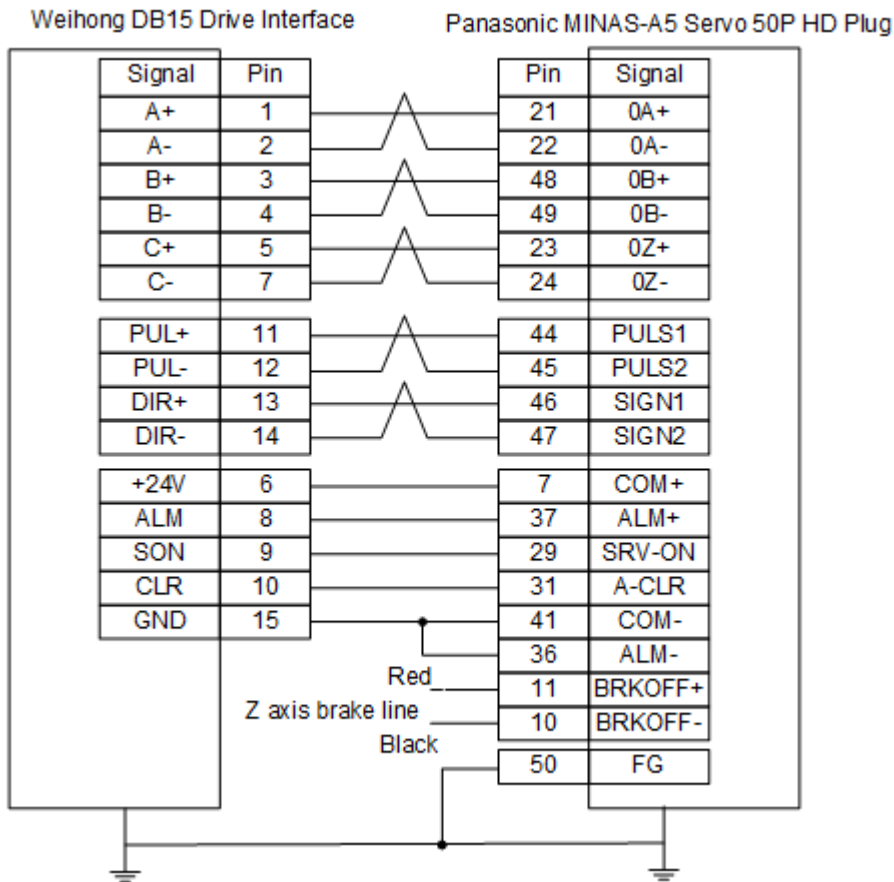 Weihong DB15 Drive Interface Panasonic MINAS-A5 Servo 50P HD Plug
Signal Pin Pin Signal
A+ 1 21 0A+
A- 2 22 0A-
B+ 3 48 0B+
B- 4 49 0B-
C+ 5 23 0Z+
C- 7 24 0Z-
PUL+ 11 44 PULS1
PUL- 12 45 PULS2
DIR+ 13 46 SIGN1
DIR- 14 47 SIGN2
+24V 6 7 COM+
ALM 8 37 ALM+
SON 9 29 SRV-ON
CLR 10 31 A-CLR
GND 15 41 COM-
36 ALM-
Red 11 BRKOFF+
Z axis brake line 10 BRKOFF-
Black
50 FG